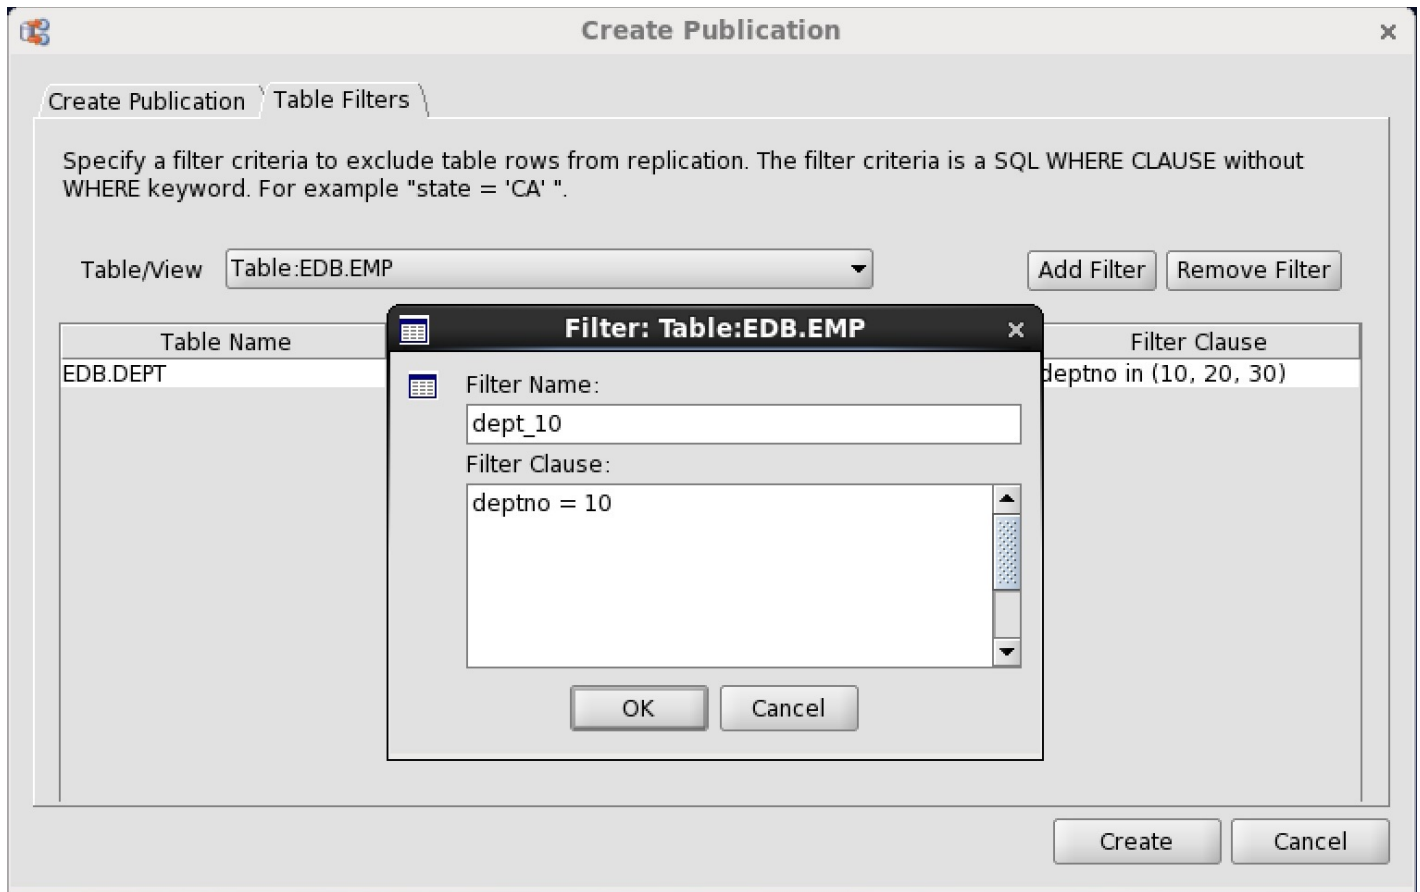 Create Publication
Create Publication
Table Filters
Specify a filter criteria to exclude table rows from replication. The filter criteria is a SQL WHERE CLAUSE without
WHERE keyword. For example "state = 'CA' ".
Table/View
Table:EDB.EMP
Add Filter
Remove Filter
Table Name
Filter Clause
EDB.DEPT
deptno in (10, 20, 30)
Filter: Table:EDB.EMP
Filter Name:
dept_10
Filter Clause:
deptno = 10
OK
Cancel
Create
Cancel